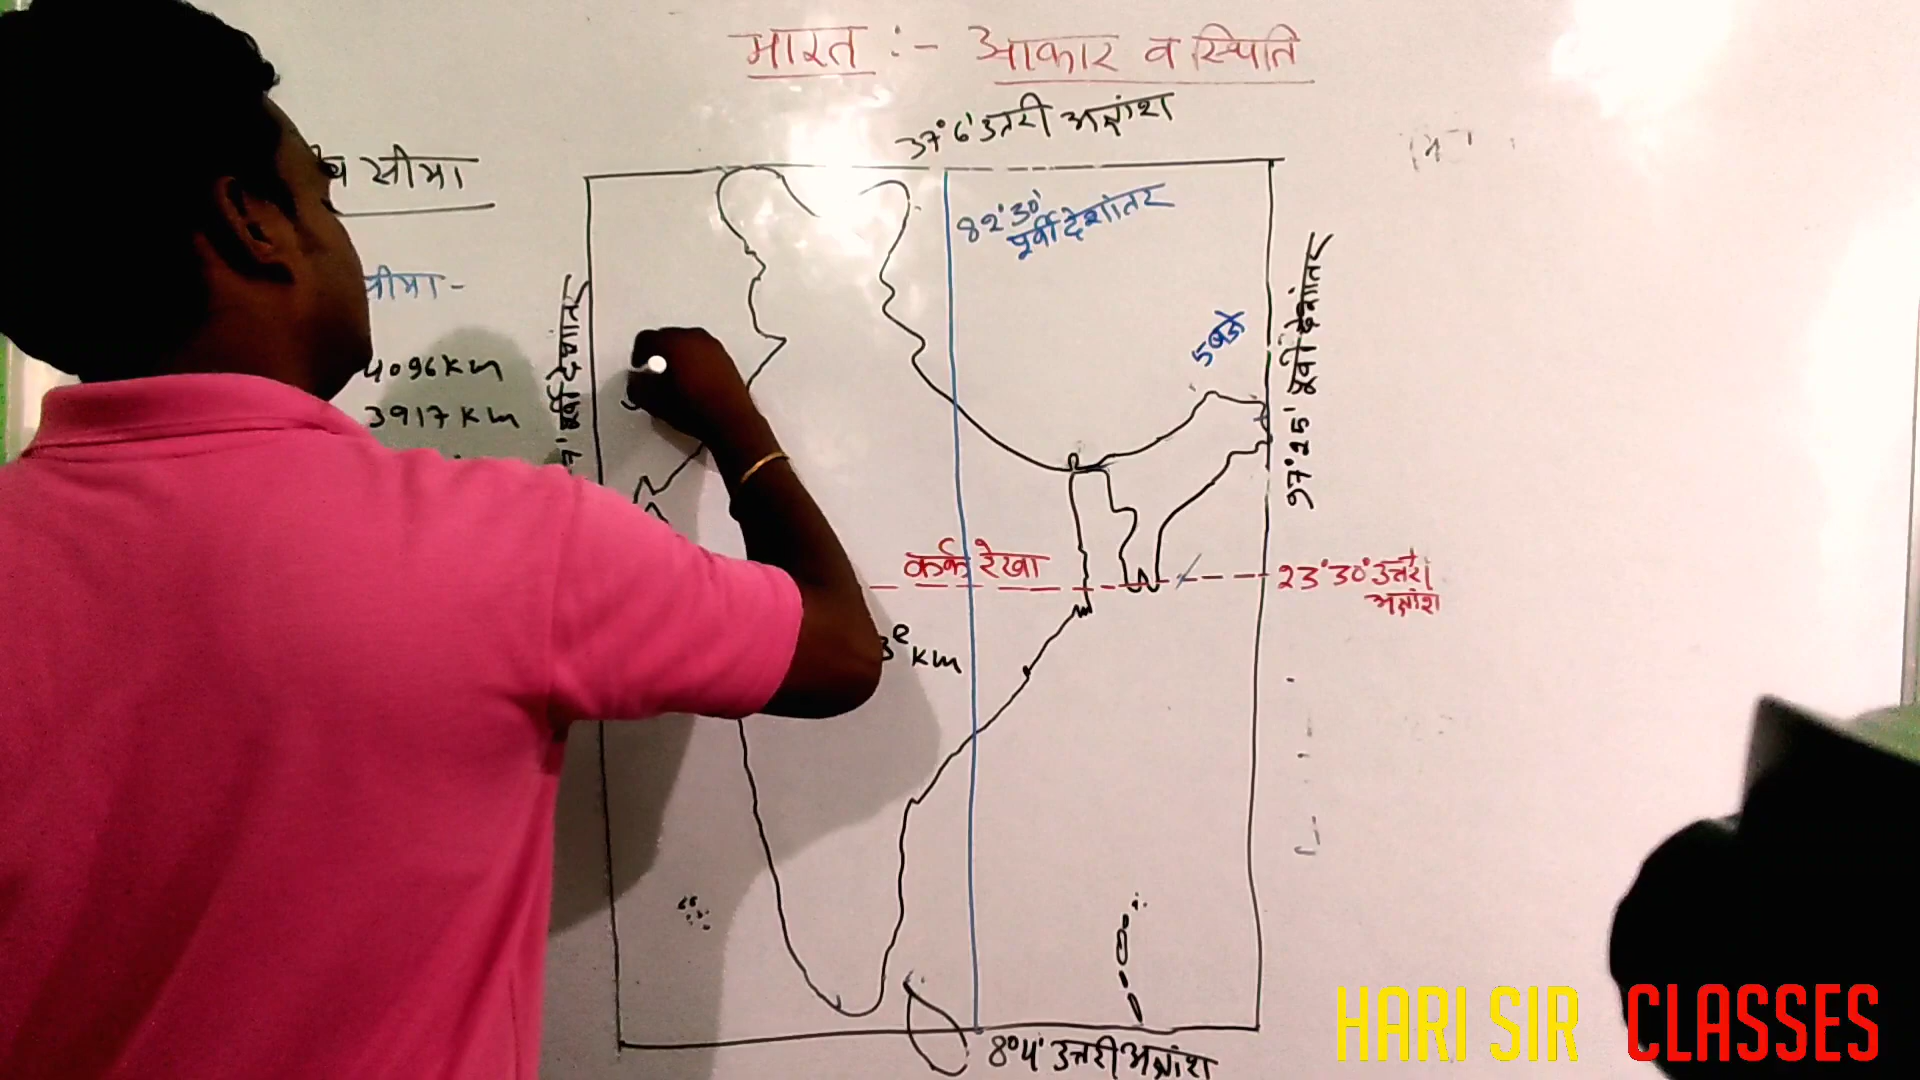 भारत :- आकार व स्थिति
37°6' उत्तरी अक्षांश
सीमा
82°30'
पूर्वी देशांतर
सीमा -
5 बजे
4096 Km
3917 Km
97°25' पूर्वी देशांतर
कर्क रेखा
23°30° उत्तरी
अक्षांश
Km
8°4' उत्तरी अक्षांश
HARI SIR CLASSES